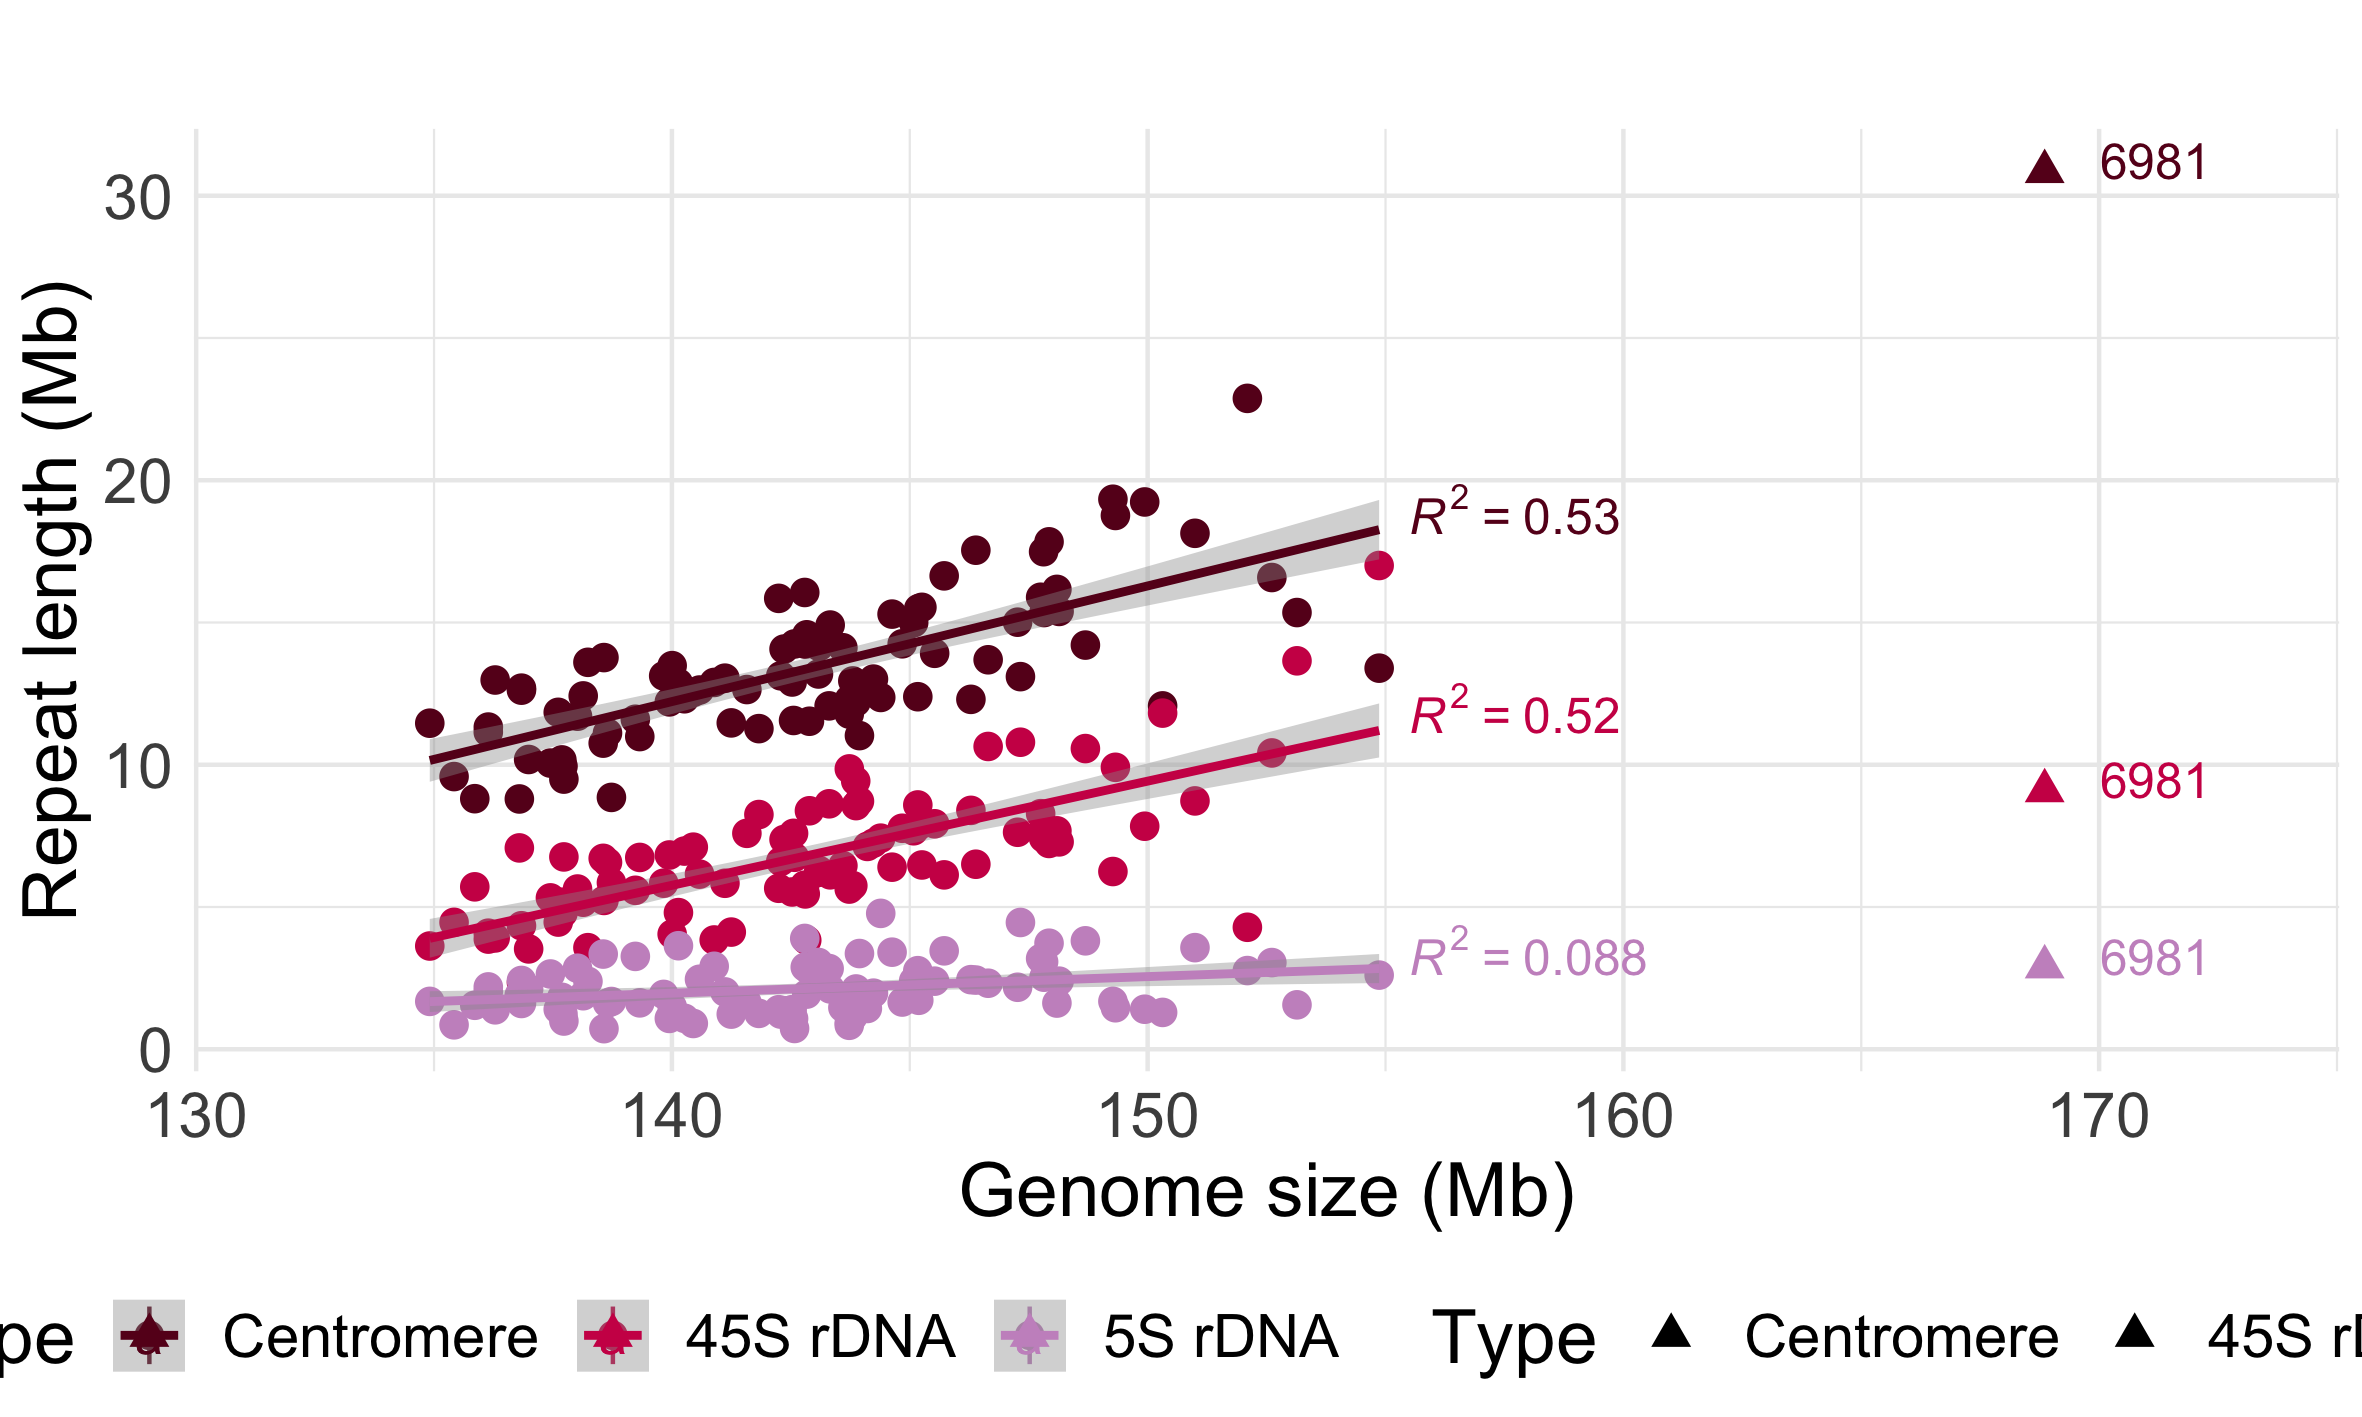 Repeat length (Mb)
30
20
10
0
6981
R² = 0.53
R² = 0.52
6981
R² = 0.088
6981
130 140 150 160 170
Genome size (Mb)
pe Centromere 45S rDNA 5S rDNA Type Centromere 45S